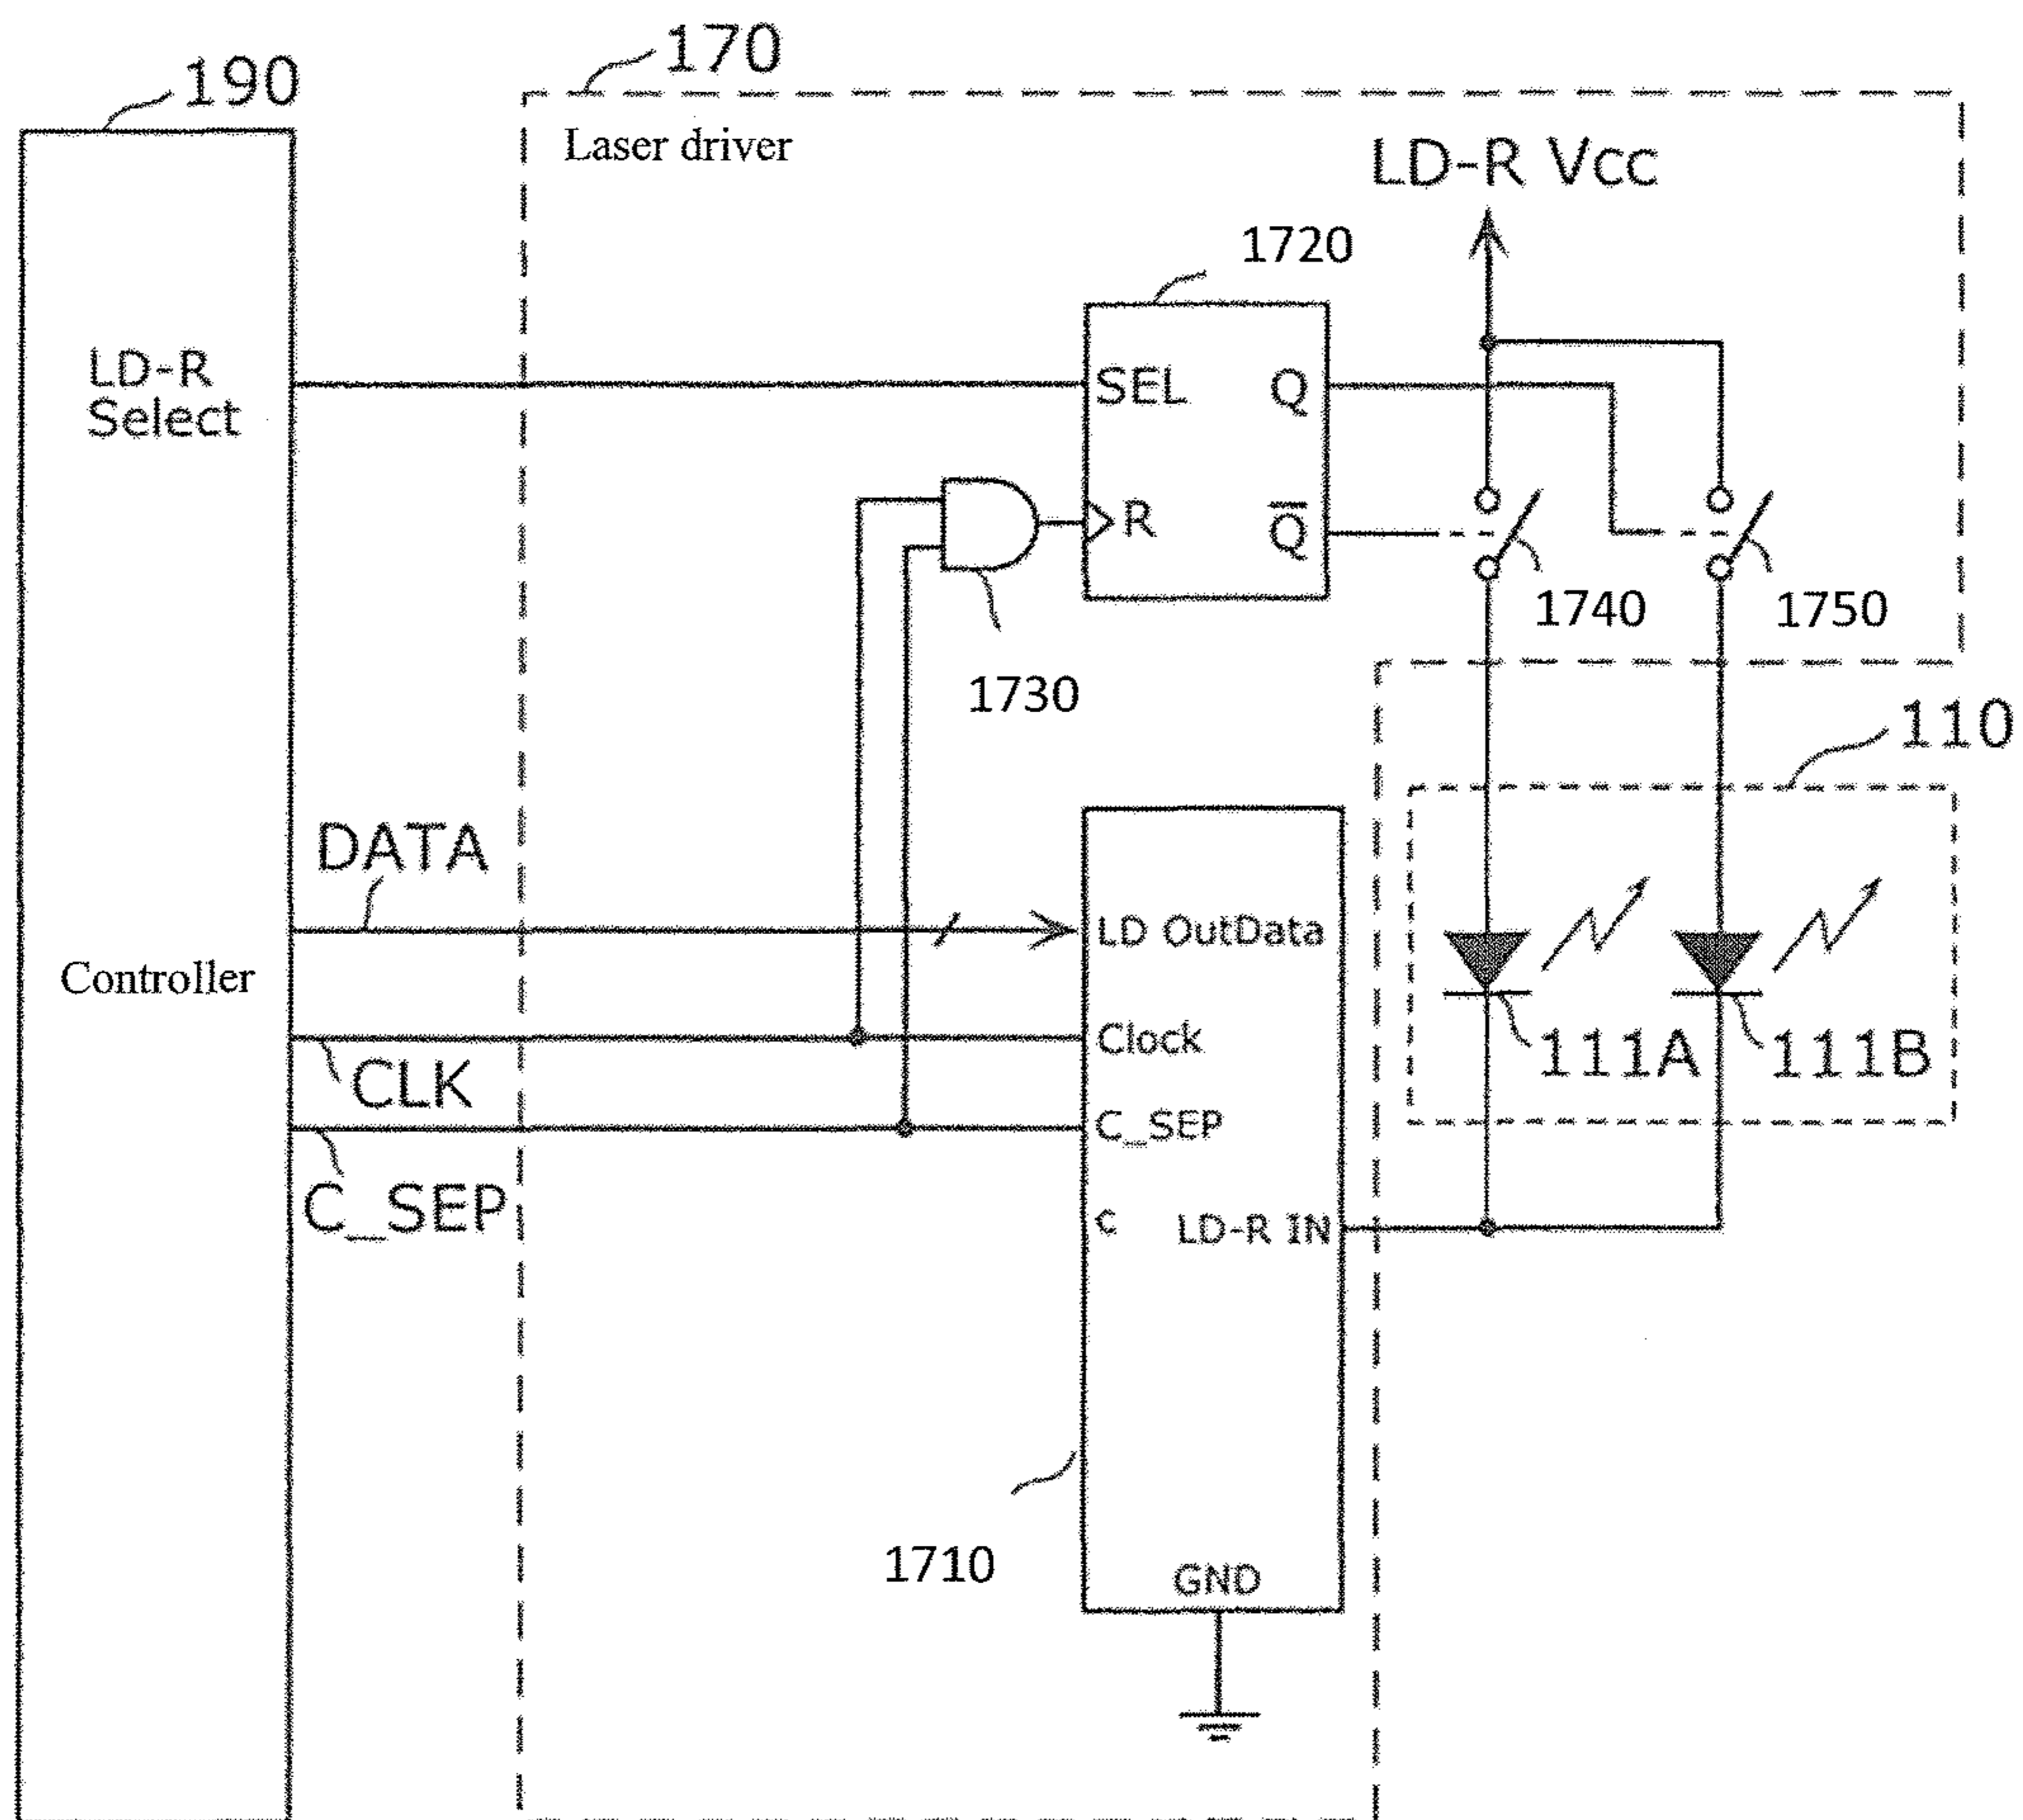 170
190
Laser driver
LD-R Vcc
1720
LD-R
Select
SEL
Q
R
Q̅
1740
1750
1730
110
DATA
LD OutData
Controller
Clock
111A
111B
CLK
C_SEP
C_SEP
C
LD-R IN
1710
GND